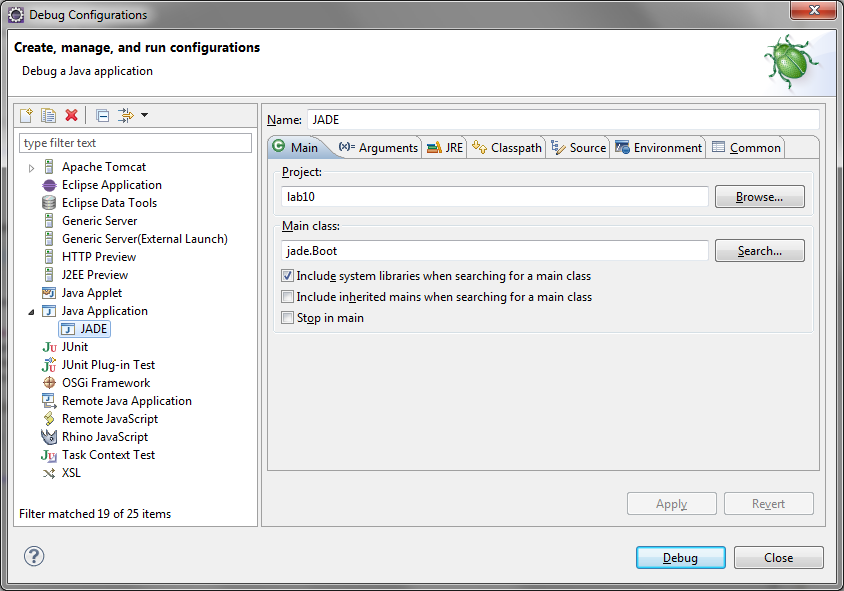 Debug Configurations
Create, manage, and run configurations
Debug a Java application
type filter text
Apache Tomcat
Eclipse Application
Eclipse Data Tools
Generic Server
Generic Server(External Launch)
HTTP Preview
J2EE Preview
Java Applet
Java Application
JADE
JUnit
JUnit Plug-in Test
OSGi Framework
Remote Java Application
Remote JavaScript
Rhino JavaScript
Task Context Test
XSL
Filter matched 19 of 25 items
Name: JADE
Main (x)= Arguments JRE Classpath Source Environment Common
Project:
lab10 Browse...
Main class:
jade.Boot Search...
Include system libraries when searching for a main class
Include inherited mains when searching for a main class
Stop in main
Apply Revert
? Debug Close